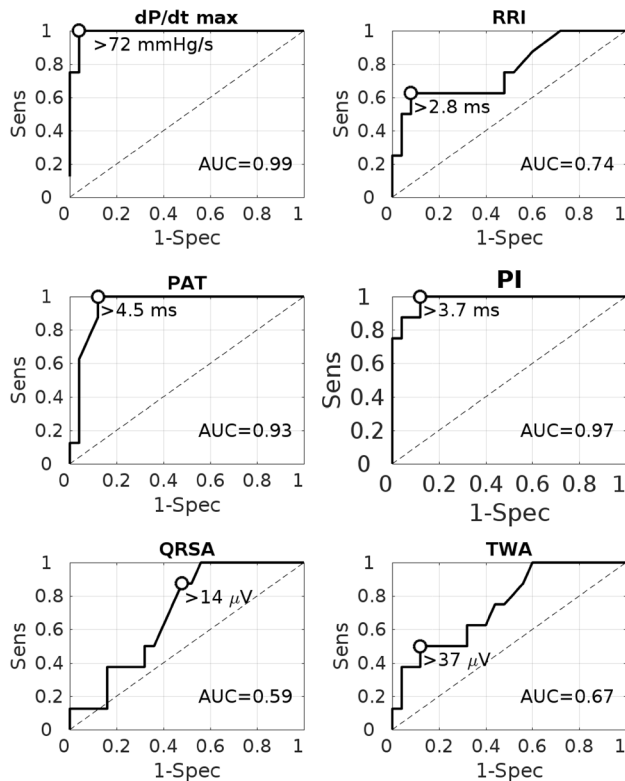 dP/dt max
1
0.8
0.6
0.4
0.2
0
Sens
>72 mmHg/s
AUC=0.99
0 0.2 0.4 0.6 0.8 1
1-Spec
RRI
1
0.8
0.6
0.4
0.2
0
Sens
>2.8 ms
AUC=0.74
0 0.2 0.4 0.6 0.8 1
1-Spec
PAT
1
0.8
0.6
0.4
0.2
0
Sens
>4.5 ms
AUC=0.93
0 0.2 0.4 0.6 0.8 1
1-Spec
PI
1
0.8
0.6
0.4
0.2
0
Sens
>3.7 ms
AUC=0.97
0 0.2 0.4 0.6 0.8 1
1-Spec
QRSA
1
0.8
0.6
0.4
0.2
0
Sens
>14 μV
AUC=0.59
0 0.2 0.4 0.6 0.8 1
1-Spec
TWA
1
0.8
0.6
0.4
0.2
0
Sens
>37 μV
AUC=0.67
0 0.2 0.4 0.6 0.8 1
1-Spec